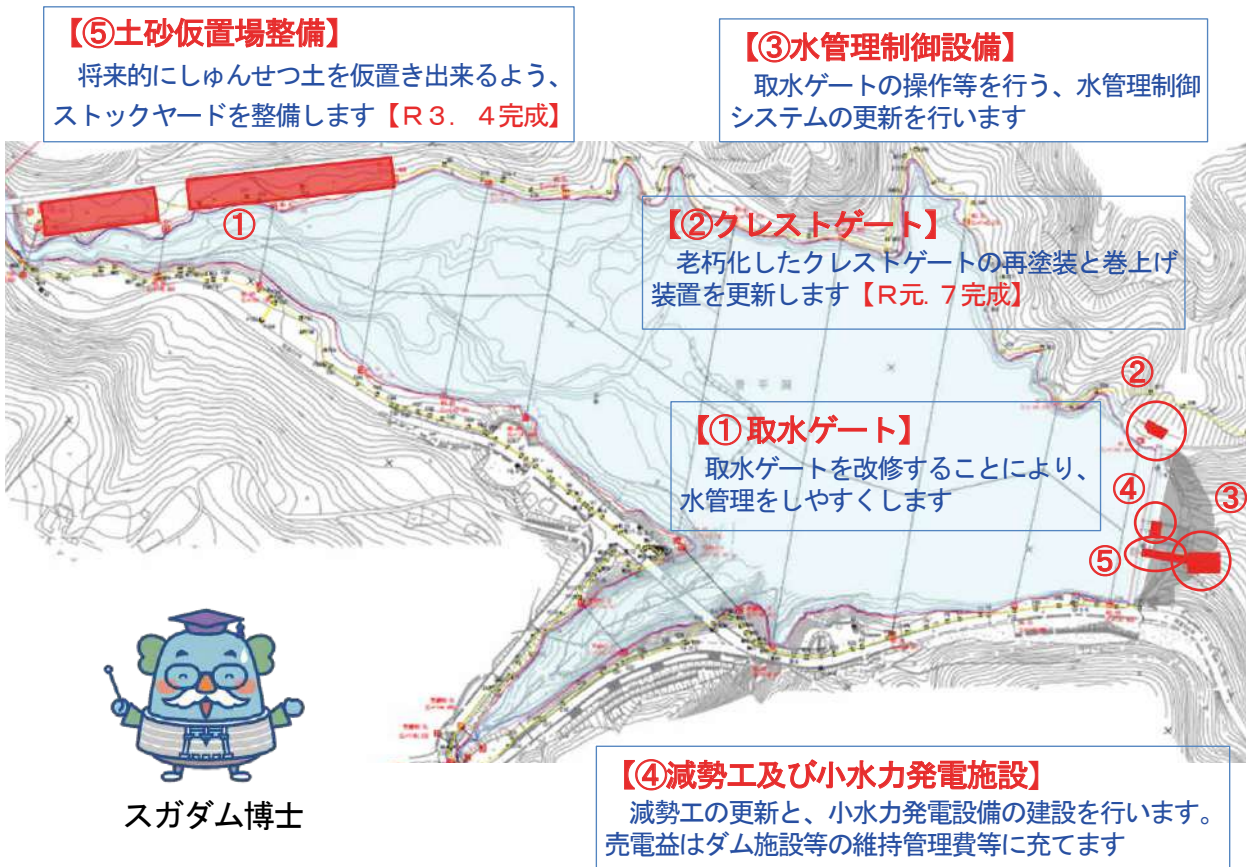 【⑤土砂仮置場整備】
将来的にしゅんせつ土を仮置き出来るよう、
ストックヤードを整備します【R3．4完成】
【③水管理制御設備】
取水ゲートの操作等を行う、水管理制御
システムの更新を行います
①
【②クレストゲート】
老朽化したクレストゲートの再塗装と巻上げ
装置を更新します【R元.7完成】
②
【①取水ゲート】
取水ゲートを改修することにより、
水管理をしやすくします
④
③
⑤
スガダム博士
【④減勢工及び小水力発電施設】
減勢工の更新と、小水力発電設備の建設を行います。
売電益はダム施設等の維持管理費等に充てます